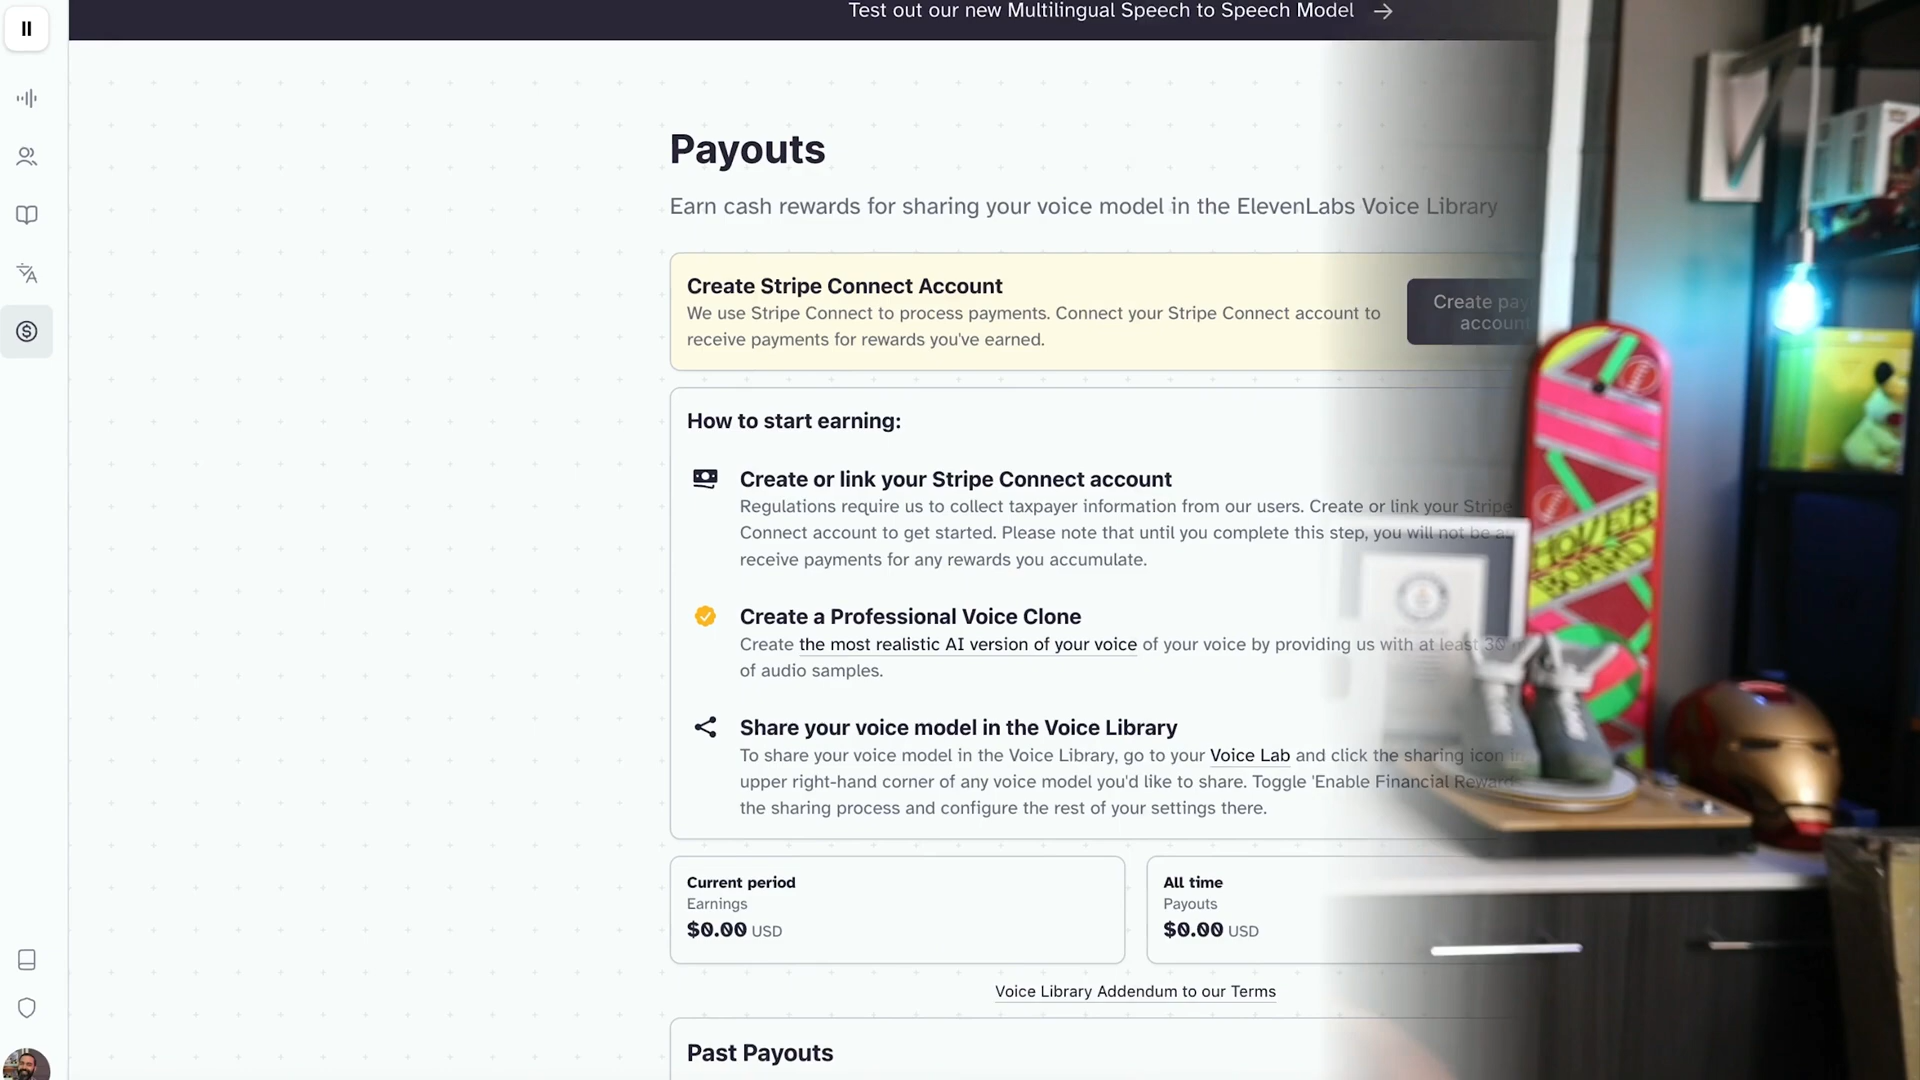 Test out our new Multilingual Speech to Speech Model →
Payouts
Earn cash rewards for sharing your voice model in the ElevenLabs Voice Library
Create Stripe Connect Account
We use Stripe Connect to process payments. Connect your Stripe Connect account to
receive payments for rewards you've earned.
Create
account
How to start earning:
Create or link your Stripe Connect account
Regulations require us to collect taxpayer information from our users. Create or link your Stripe
Connect account to get started. Please note that until you complete this step, you will not be
receive payments for any rewards you accumulate.
Create a Professional Voice Clone
Create the most realistic AI version of your voice of your voice by providing us with at least 30
of audio samples.
Share your voice model in the Voice Library
To share your voice model in the Voice Library, go to your Voice Lab and click the sharing icon in
upper right-hand corner of any voice model you'd like to share. Toggle 'Enable Financial Rewards
the sharing process and configure the rest of your settings there.
Current period
Earnings
$0.00 USD
All time
Payouts
$0.00 USD
Voice Library Addendum to our Terms
Past Payouts
HOVER
BOARD